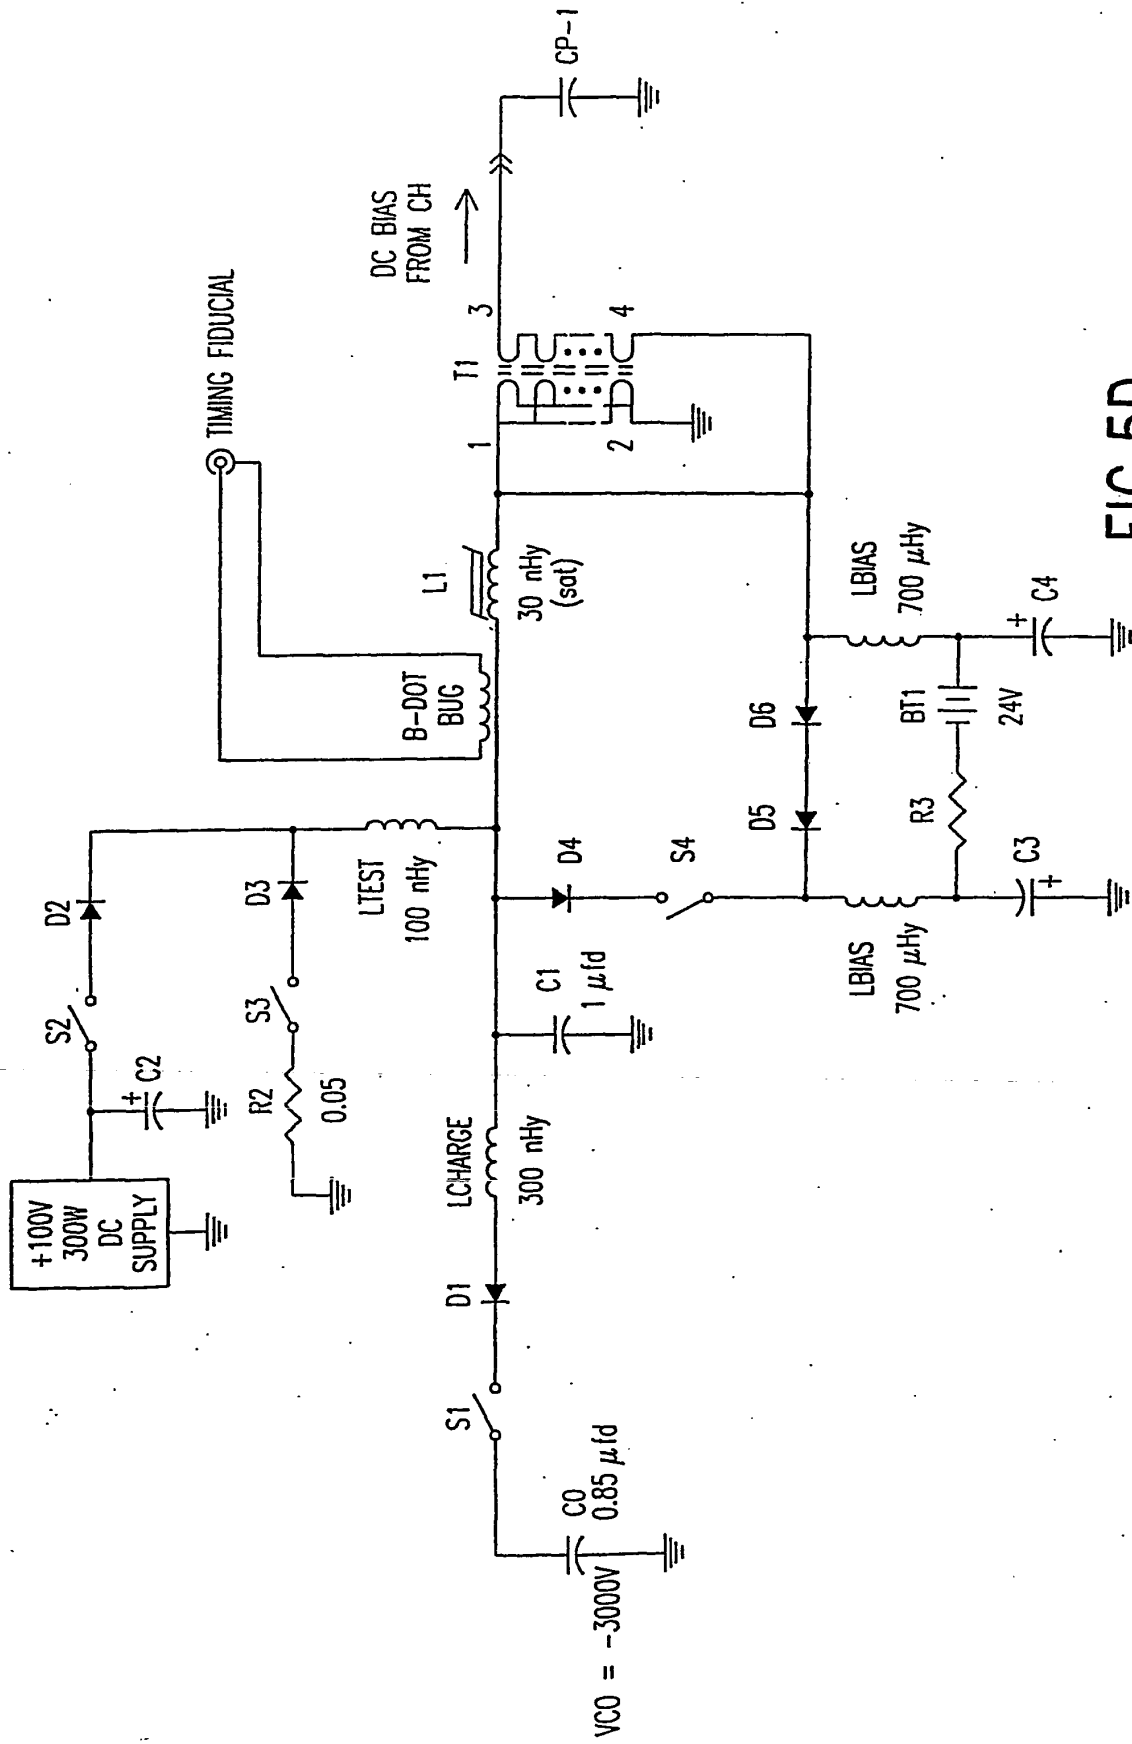 +100V
300W
DC
SUPPLY
C2
+
S2
D2
R2
0.05
S3
D3
LTEST
100 nHy
TIMING FIDUCIAL
B-DOT
BUG
L1
30 nHy
(sat)
VC0 = -3000V
C0
0.85 µfd
S1
D1
LCHARGE
300 nHy
C1
1 µfd
D4
S4
D5
D6
LBIAS
700 µHy
LBIAS
700 µHy
R3
BT1
24V
C3
+
C4
+
1
2
T1
3
4
DC BIAS
FROM CH
CP-1
FIG.5D